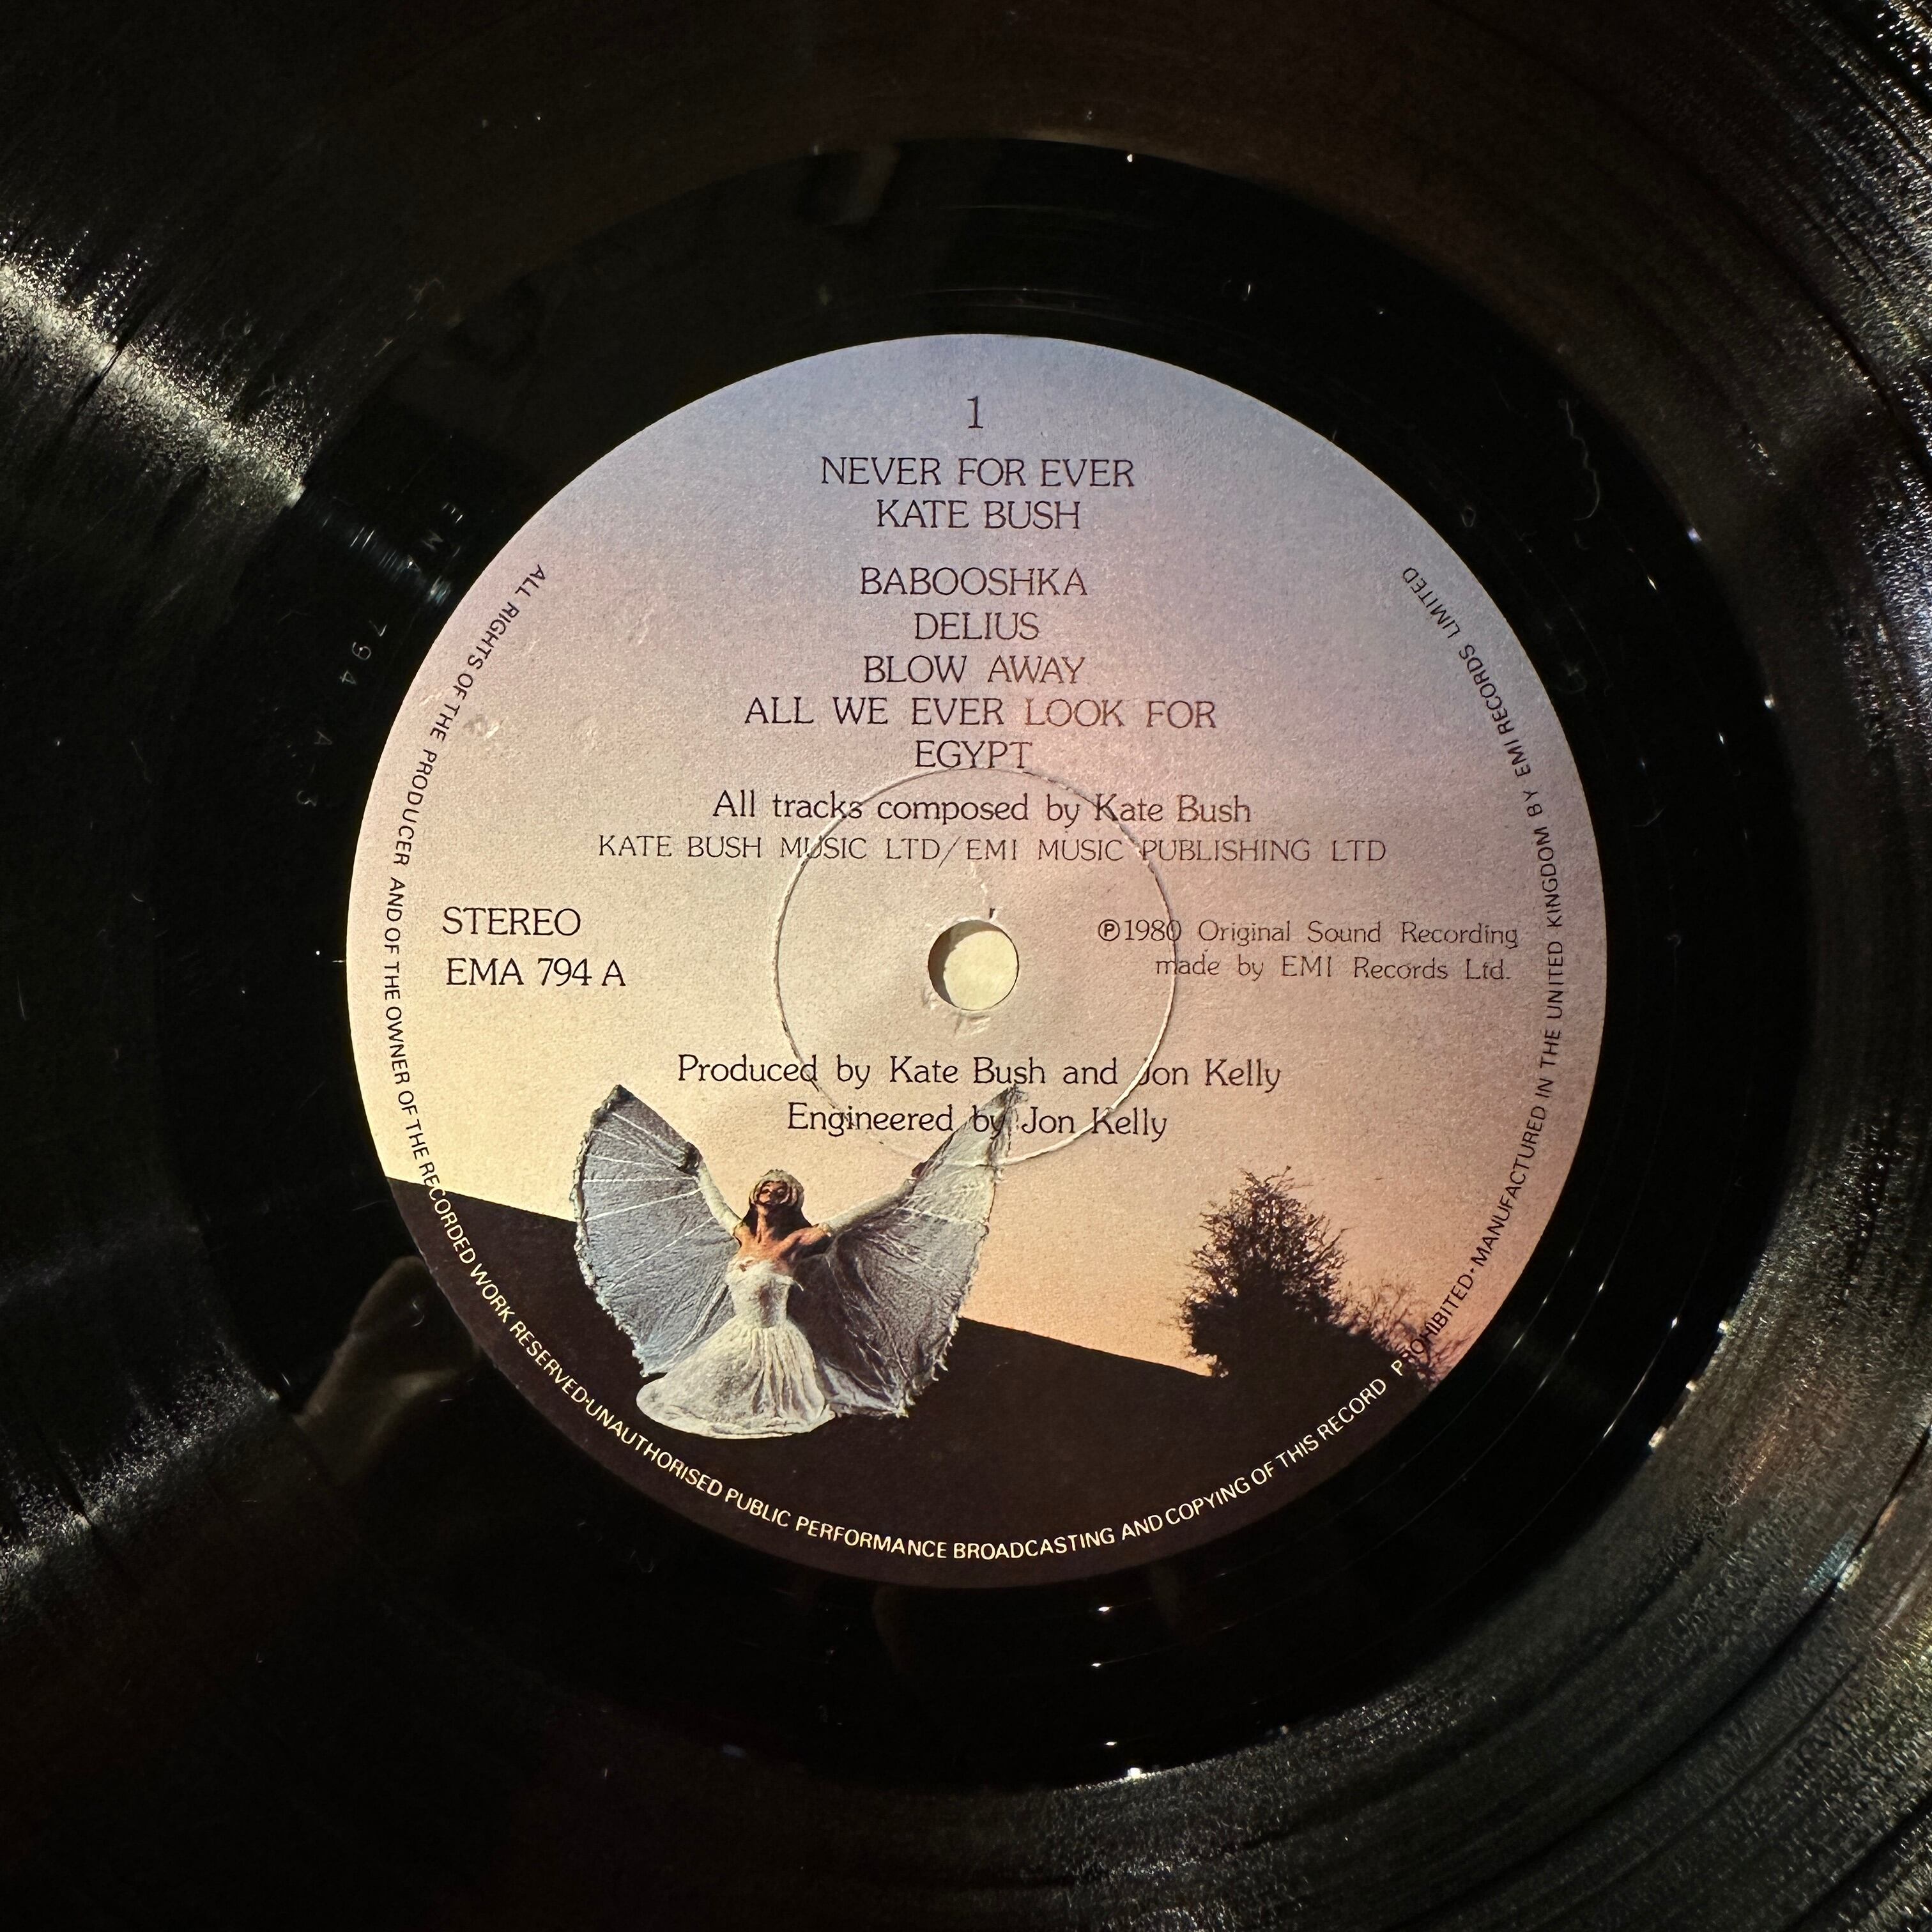 1
NEVER FOR EVER
KATE BUSH
BABOOSHKA
DELIUS
BLOW AWAY
ALL WE EVER LOOK FOR
EGYPT
All tracks composed by Kate Bush
KATE BUSH MUSIC LTD/EMI MUSIC PUBLISHING LTD
STEREO
EMA 794 A
℗1980 Original Sound Recording
made by EMI Records Ltd.
Produced by Kate Bush and Jon Kelly
Engineered by Jon Kelly
ALL RIGHTS OF THE PRODUCER AND OF THE OWNER OF THE RECORDED WORK RESERVED·UNAUTHORISED PUBLIC PERFORMANCE BROADCASTING AND COPYING OF THIS RECORD PROHIBITED·MANUFACTURED IN THE UNITED KINGDOM BY EMI RECORDS LIMITED